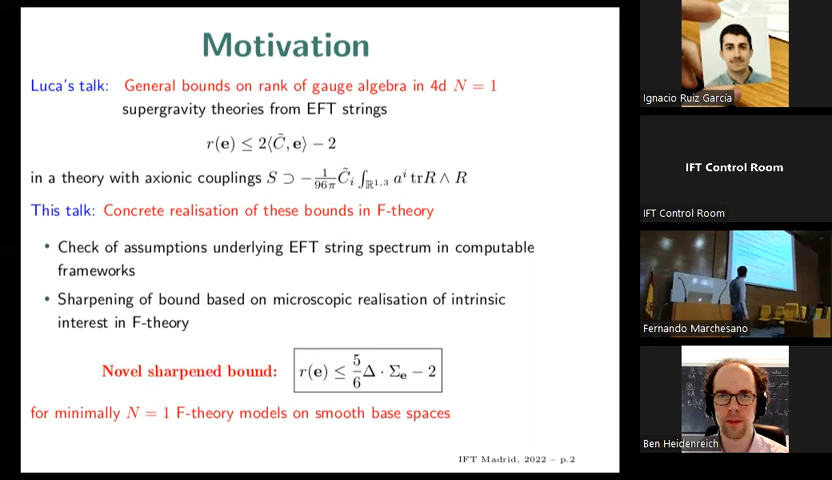 Motivation
Luca's talk: General bounds on rank of gauge algebra in 4d N = 1
supergravity theories from EFT strings
r(e) ≤ 2⟨C̃, e⟩ − 2
in a theory with axionic couplings S ⊃ −1/96π C̃ᵢ ∫ℝ¹,³ aⁱ trR ∧ R
This talk: Concrete realisation of these bounds in F-theory
• Check of assumptions underlying EFT string spectrum in computable
frameworks
• Sharpening of bound based on microscopic realisation of intrinsic
interest in F-theory
Novel sharpened bound: r(e) ≤ 5/6 Δ · Σₑ − 2
for minimally N = 1 F-theory models on smooth base spaces
IFT Madrid, 2022 – p.2
Ignacio Ruiz García
IFT Control Room
IFT Control Room
Fernando Marchesano
Ben Heidenreich